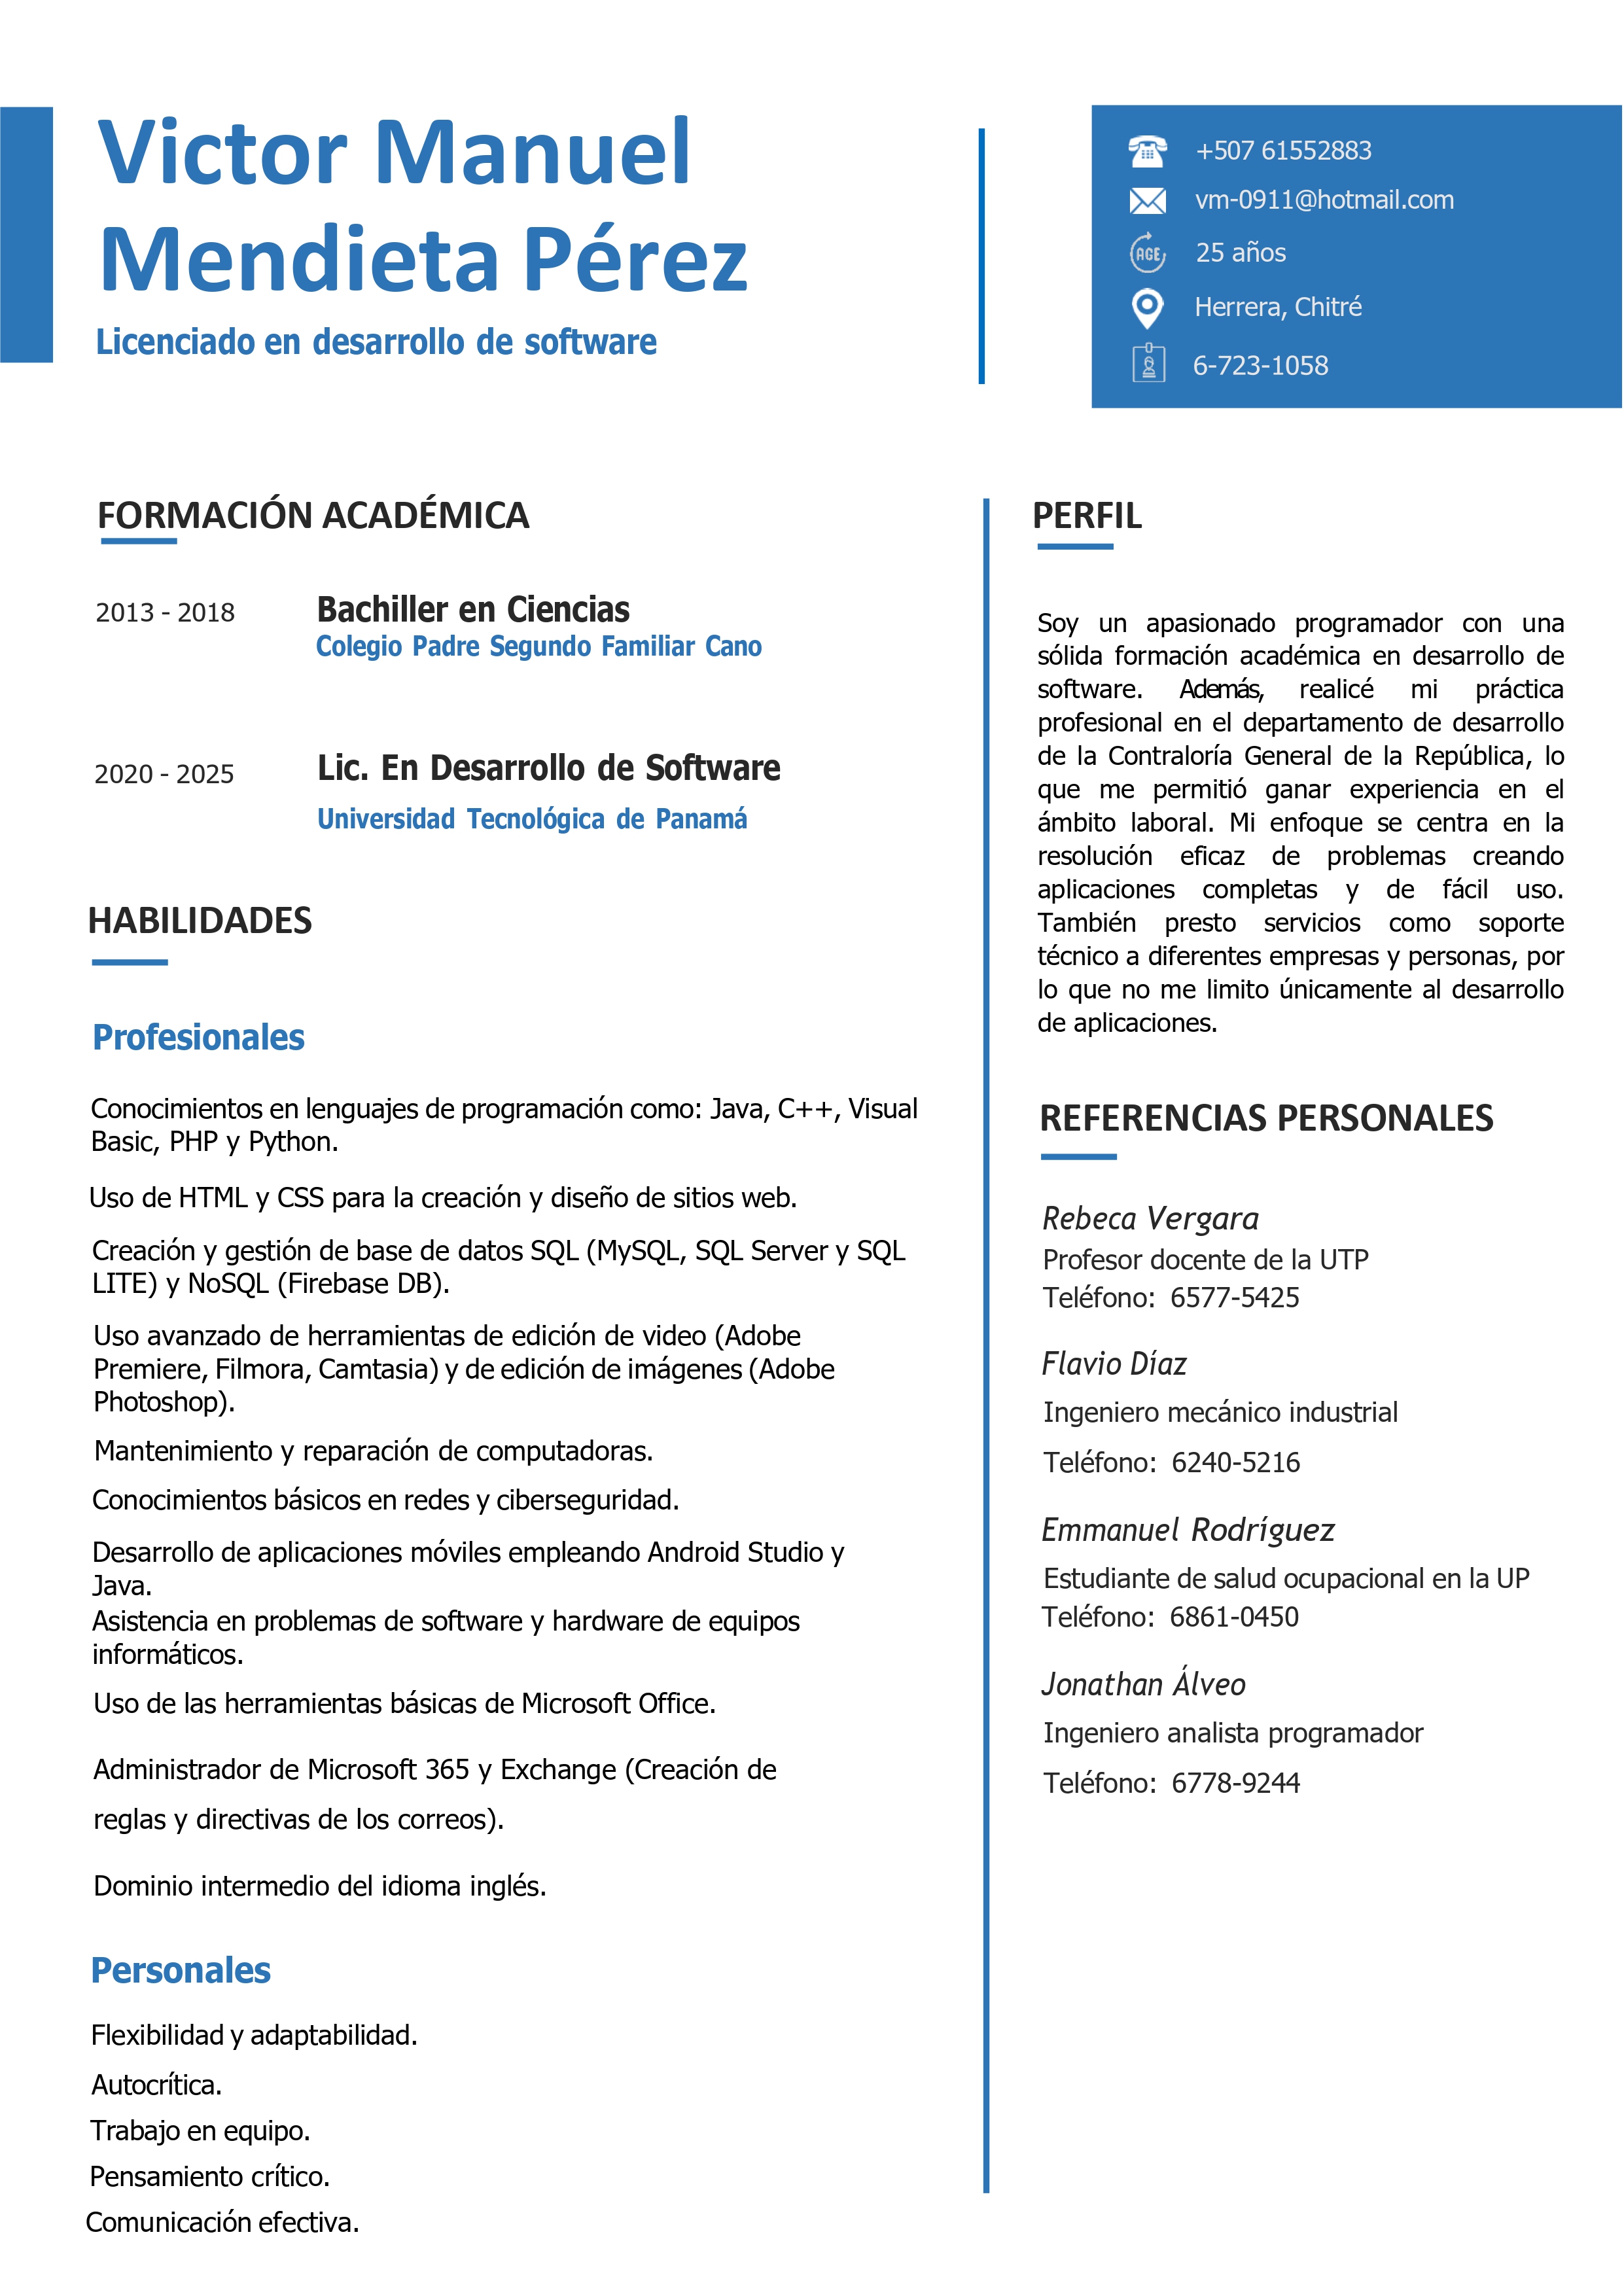 Victor Manuel
Mendieta Pérez
Licenciado en desarrollo de software
+507 61552883
vm-0911@hotmail.com
AGE
25 años
Herrera, Chitré
6-723-1058
FORMACIÓN ACADÉMICA
2013 - 2018
Bachiller en Ciencias
Colegio Padre Segundo Familiar Cano
2020 - 2025
Lic. En Desarrollo de Software
Universidad Tecnológica de Panamá
HABILIDADES
Profesionales
Conocimientos en lenguajes de programación como: Java, C++, Visual
Basic, PHP y Python.
Uso de HTML y CSS para la creación y diseño de sitios web.
Creación y gestión de base de datos SQL (MySQL, SQL Server y SQL
LITE) y NoSQL (Firebase DB).
Uso avanzado de herramientas de edición de video (Adobe
Premiere, Filmora, Camtasia) y de edición de imágenes (Adobe
Photoshop).
Mantenimiento y reparación de computadoras.
Conocimientos básicos en redes y ciberseguridad.
Desarrollo de aplicaciones móviles empleando Android Studio y
Java.
Asistencia en problemas de software y hardware de equipos
informáticos.
Uso de las herramientas básicas de Microsoft Office.
Administrador de Microsoft 365 y Exchange (Creación de
reglas y directivas de los correos).
Dominio intermedio del idioma inglés.
Personales
Flexibilidad y adaptabilidad.
Autocrítica.
Trabajo en equipo.
Pensamiento crítico.
Comunicación efectiva.
PERFIL
Soy un apasionado programador con una
sólida formación académica en desarrollo de
software. Además, realicé mi práctica
profesional en el departamento de desarrollo
de la Contraloría General de la República, lo
que me permitió ganar experiencia en el
ámbito laboral. Mi enfoque se centra en la
resolución eficaz de problemas creando
aplicaciones completas y de fácil uso.
También presto servicios como soporte
técnico a diferentes empresas y personas, por
lo que no me limito únicamente al desarrollo
de aplicaciones.
REFERENCIAS PERSONALES
Rebeca Vergara
Profesor docente de la UTP
Teléfono: 6577-5425
Flavio Díaz
Ingeniero mecánico industrial
Teléfono: 6240-5216
Emmanuel Rodríguez
Estudiante de salud ocupacional en la UP
Teléfono: 6861-0450
Jonathan Álveo
Ingeniero analista programador
Teléfono: 6778-9244